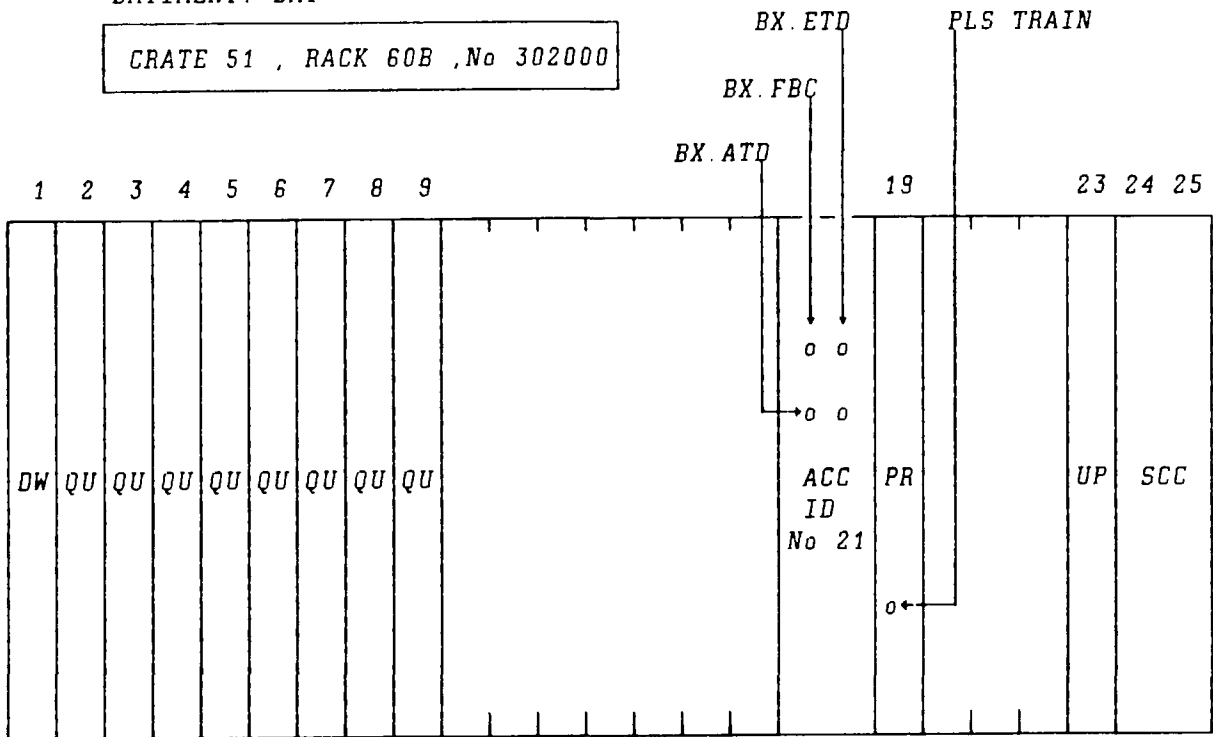 BX.ETD PLS TRAIN
CRATE 51 , RACK 60B ,No 302000
BX.FBC
BX.ATD
1 2 3 4 5 6 7 8 9 19 23 24 25
o o
o o
DW QU QU QU QU QU QU QU QU ACC PR UP SCC
ID
No 21
o